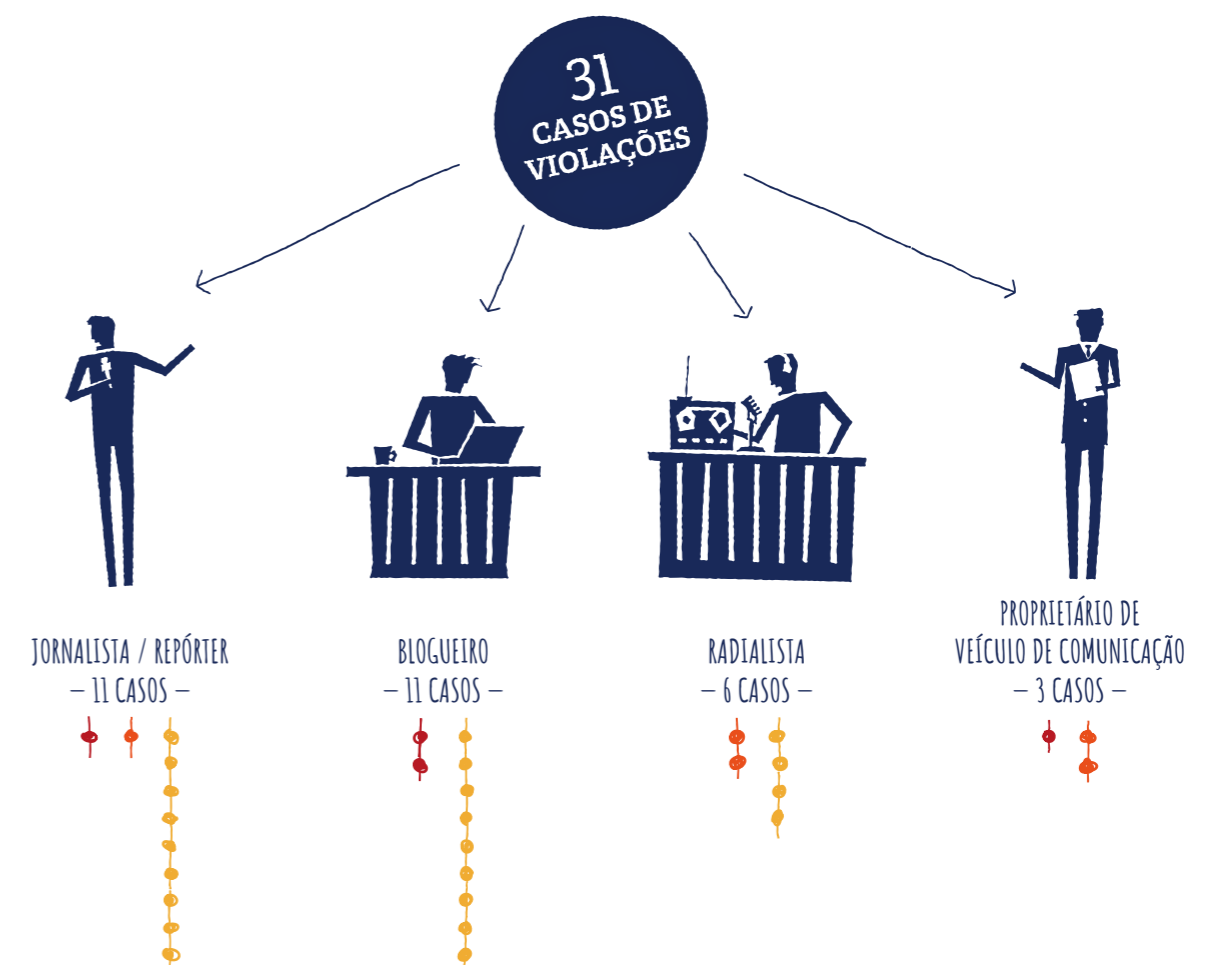 31
CASOS DE
VIOLAÇÕES
JORNALISTA / REPÓRTER
– 11 CASOS –
BLOGUEIRO
– 11 CASOS –
RADIALISTA
– 6 CASOS –
PROPRIETÁRIO DE
VEÍCULO DE COMUNICAÇÃO
– 3 CASOS –